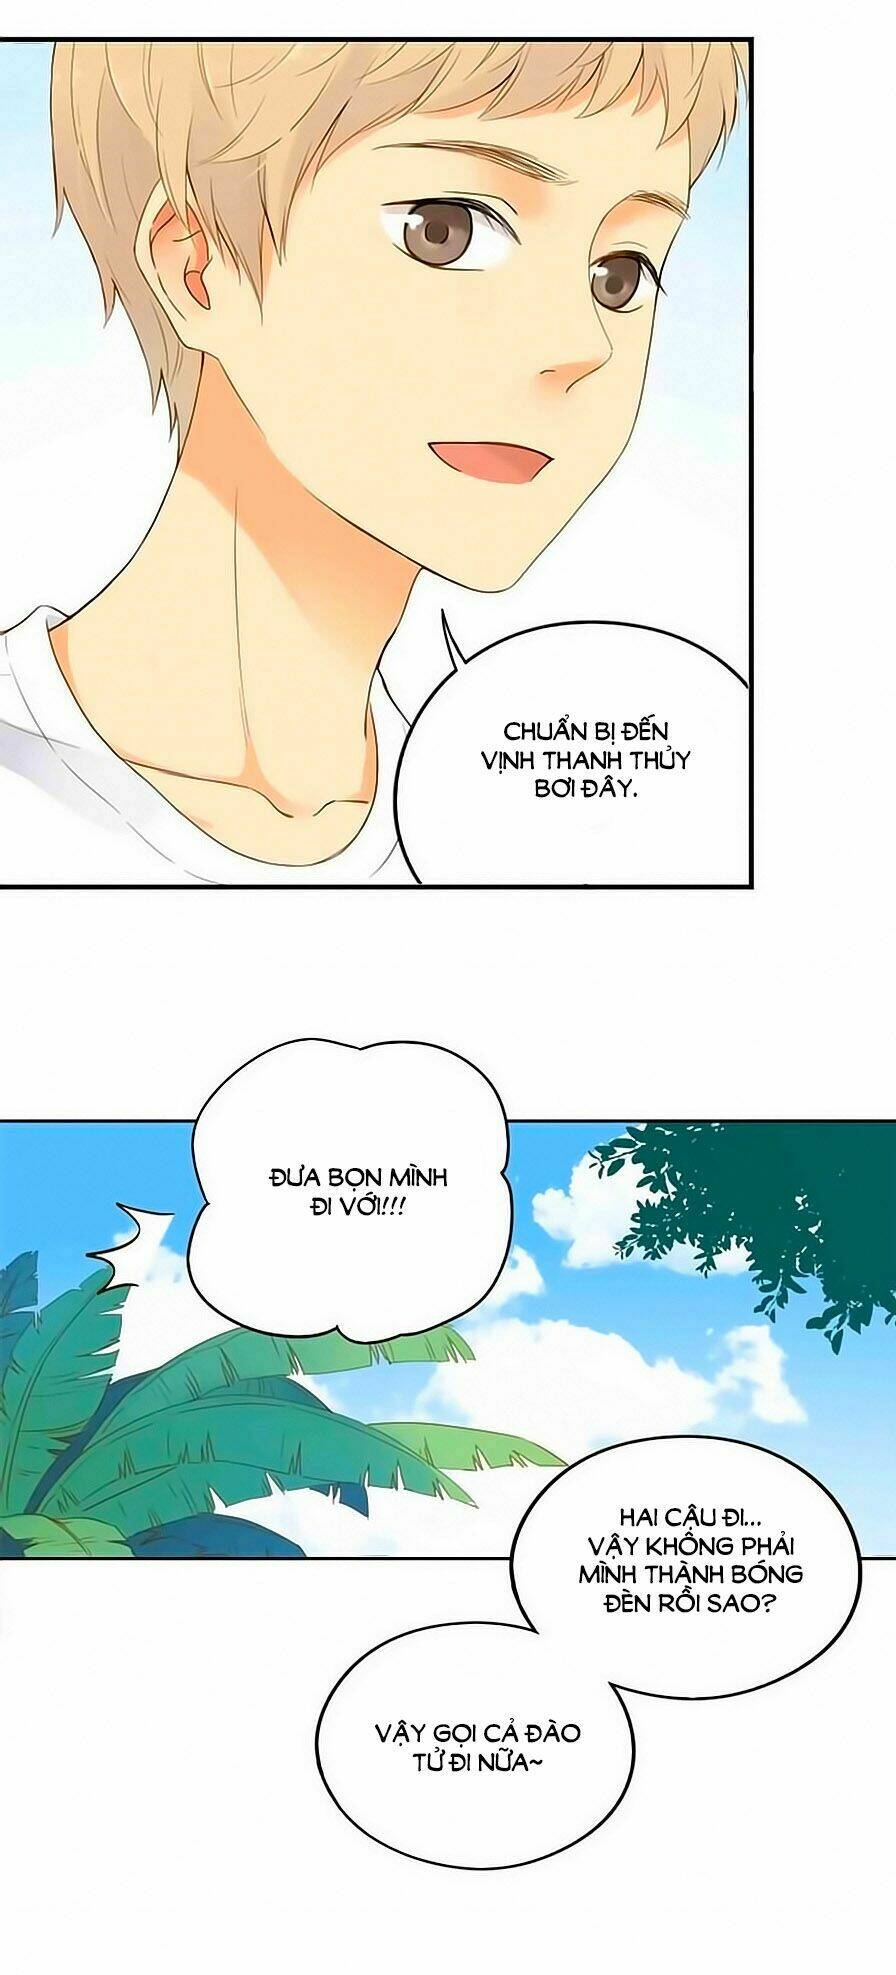 CHUẨN BỊ ĐẾN
VỊNH THANH THỦY
BƠI ĐÂY.
ĐƯA BỌN MÌNH
ĐI VỚI!!!
HAI CẬU ĐI...
VẬY KHÔNG PHẢI
MÌNH THÀNH BÓNG
ĐÈN RỒI SAO?
VẬY GỌI CẢ ĐÀO
TỬ ĐI NỮA~